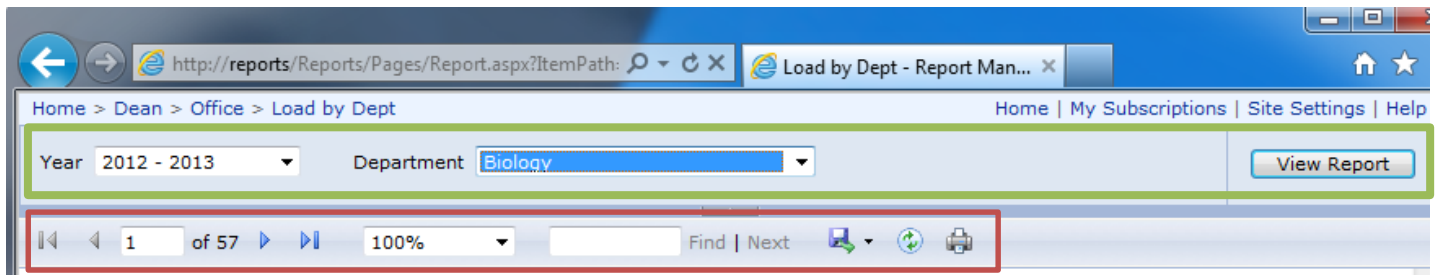 http://reports/Reports/Pages/Report.aspx?ItemPath: Load by Dept - Report Man...
Home > Dean > Office > Load by Dept Home | My Subscriptions | Site Settings | Help
Year 2012 - 2013 Department Biology View Report
1 of 57 100% Find | Next